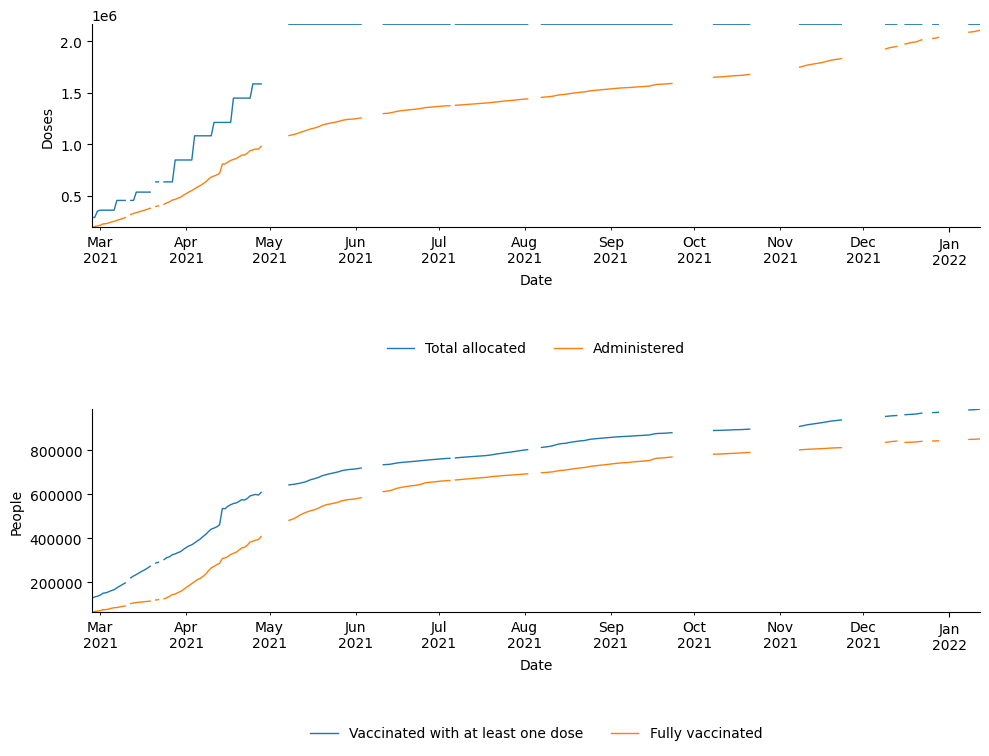 1e6
2.0
1.5
1.0
0.5
Doses
Mar Apr May Jun Jul Aug Sep Oct Nov Dec Jan
2021 2021 2021 2021 2021 2021 2021 2021 2021 2021 2022
Date
Total allocated Administered
800000
600000
400000
200000
People
Mar Apr May Jun Jul Aug Sep Oct Nov Dec Jan
2021 2021 2021 2021 2021 2021 2021 2021 2021 2021 2022
Date
Vaccinated with at least one dose Fully vaccinated